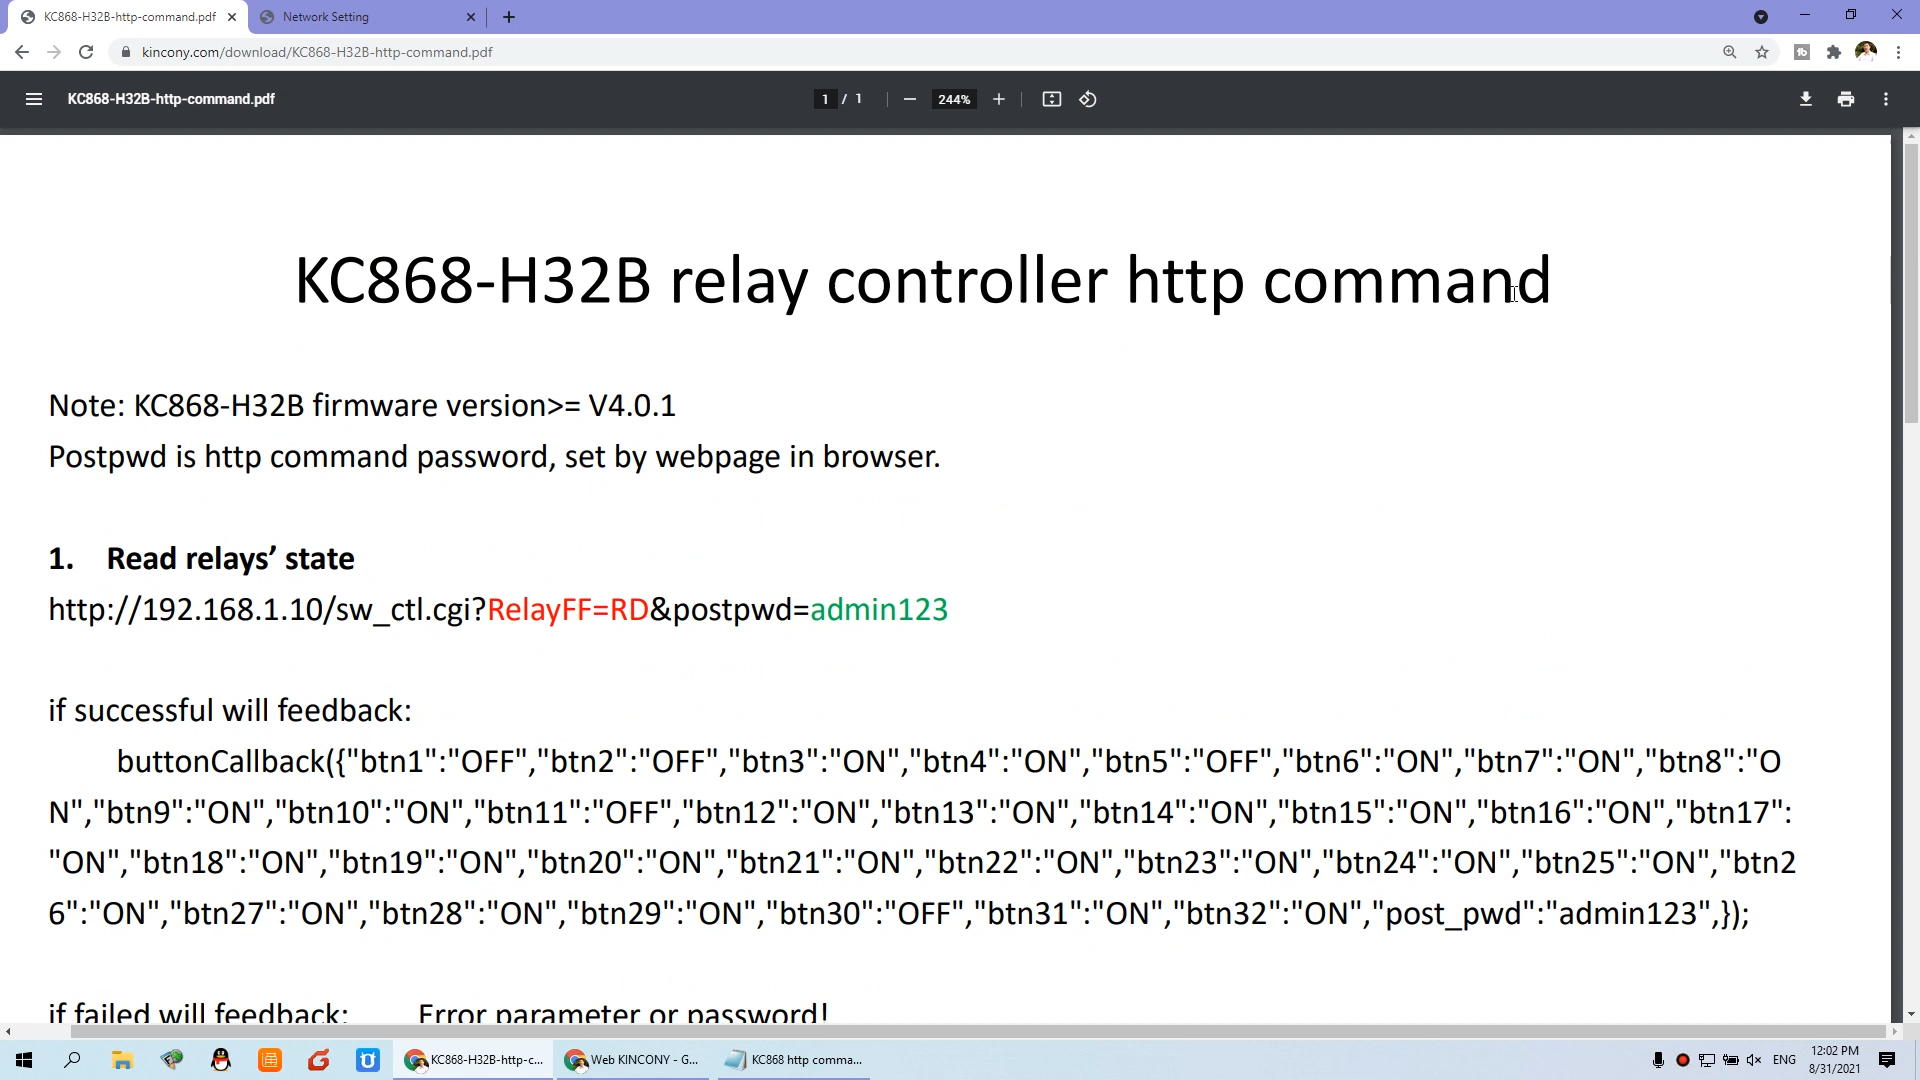 KC868-H32B-http-command.pdf
Network Setting
kincony.com/download/KC868-H32B-http-command.pdf
KC868-H32B-http-command.pdf
1 / 1
244%
KC868-H32B relay controller http command
Note: KC868-H32B firmware version>= V4.0.1
Postpwd is http command password, set by webpage in browser.
1. Read relays’ state
http://192.168.1.10/sw_ctl.cgi?RelayFF=RD&postpwd=admin123
if successful will feedback:
buttonCallback({"btn1":"OFF","btn2":"OFF","btn3":"ON","btn4":"ON","btn5":"OFF","btn6":"ON","btn7":"ON","btn8":"O
N","btn9":"ON","btn10":"ON","btn11":"OFF","btn12":"ON","btn13":"ON","btn14":"ON","btn15":"ON","btn16":"ON","btn17":
"ON","btn18":"ON","btn19":"ON","btn20":"ON","btn21":"ON","btn22":"ON","btn23":"ON","btn24":"ON","btn25":"ON","btn2
6":"ON","btn27":"ON","btn28":"ON","btn29":"ON","btn30":"OFF","btn31":"ON","btn32":"ON","post_pwd":"admin123",});
if failed will feedback: Error parameter or password!
KC868-H32B-http-c...
Web KINCONY - G...
KC868 http comma...
ENG
12:02 PM
8/31/2021